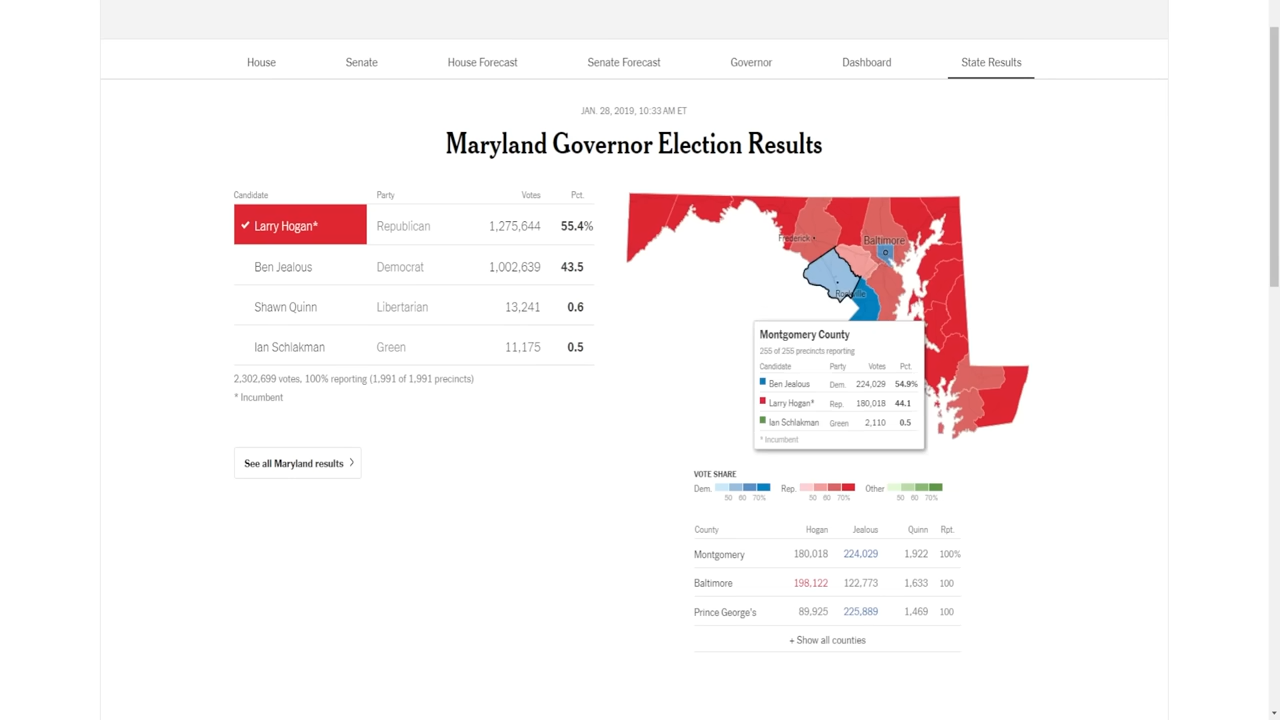 House Senate House Forecast Senate Forecast Governor Dashboard State Results
JAN. 28, 2019, 10:33 AM ET
Maryland Governor Election Results
Candidate Party Votes Pct.
Larry Hogan* Republican 1,275,644 55.4%
Ben Jealous Democrat 1,002,639 43.5
Shawn Quinn Libertarian 13,241 0.6
Ian Schlakman Green 11,175 0.5
2,302,699 votes, 100% reporting (1,991 of 1,991 precincts)
* Incumbent
See all Maryland results
Frederick
Baltimore
Rockville
Montgomery County
255 of 255 precincts reporting
Candidate Party Votes Pct.
Ben Jealous Dem. 224,029 54.9%
Larry Hogan* Rep. 180,018 44.1
Ian Schlakman Green 2,110 0.5
* Incumbent
VOTE SHARE
Dem. Rep. Other
50 60 70% 50 60 70% 50 60 70%
County Hogan Jealous Quinn Rpt.
Montgomery 180,018 224,029 1,922 100%
Baltimore 198,122 122,773 1,633 100
Prince George's 89,925 225,889 1,469 100
+ Show all counties